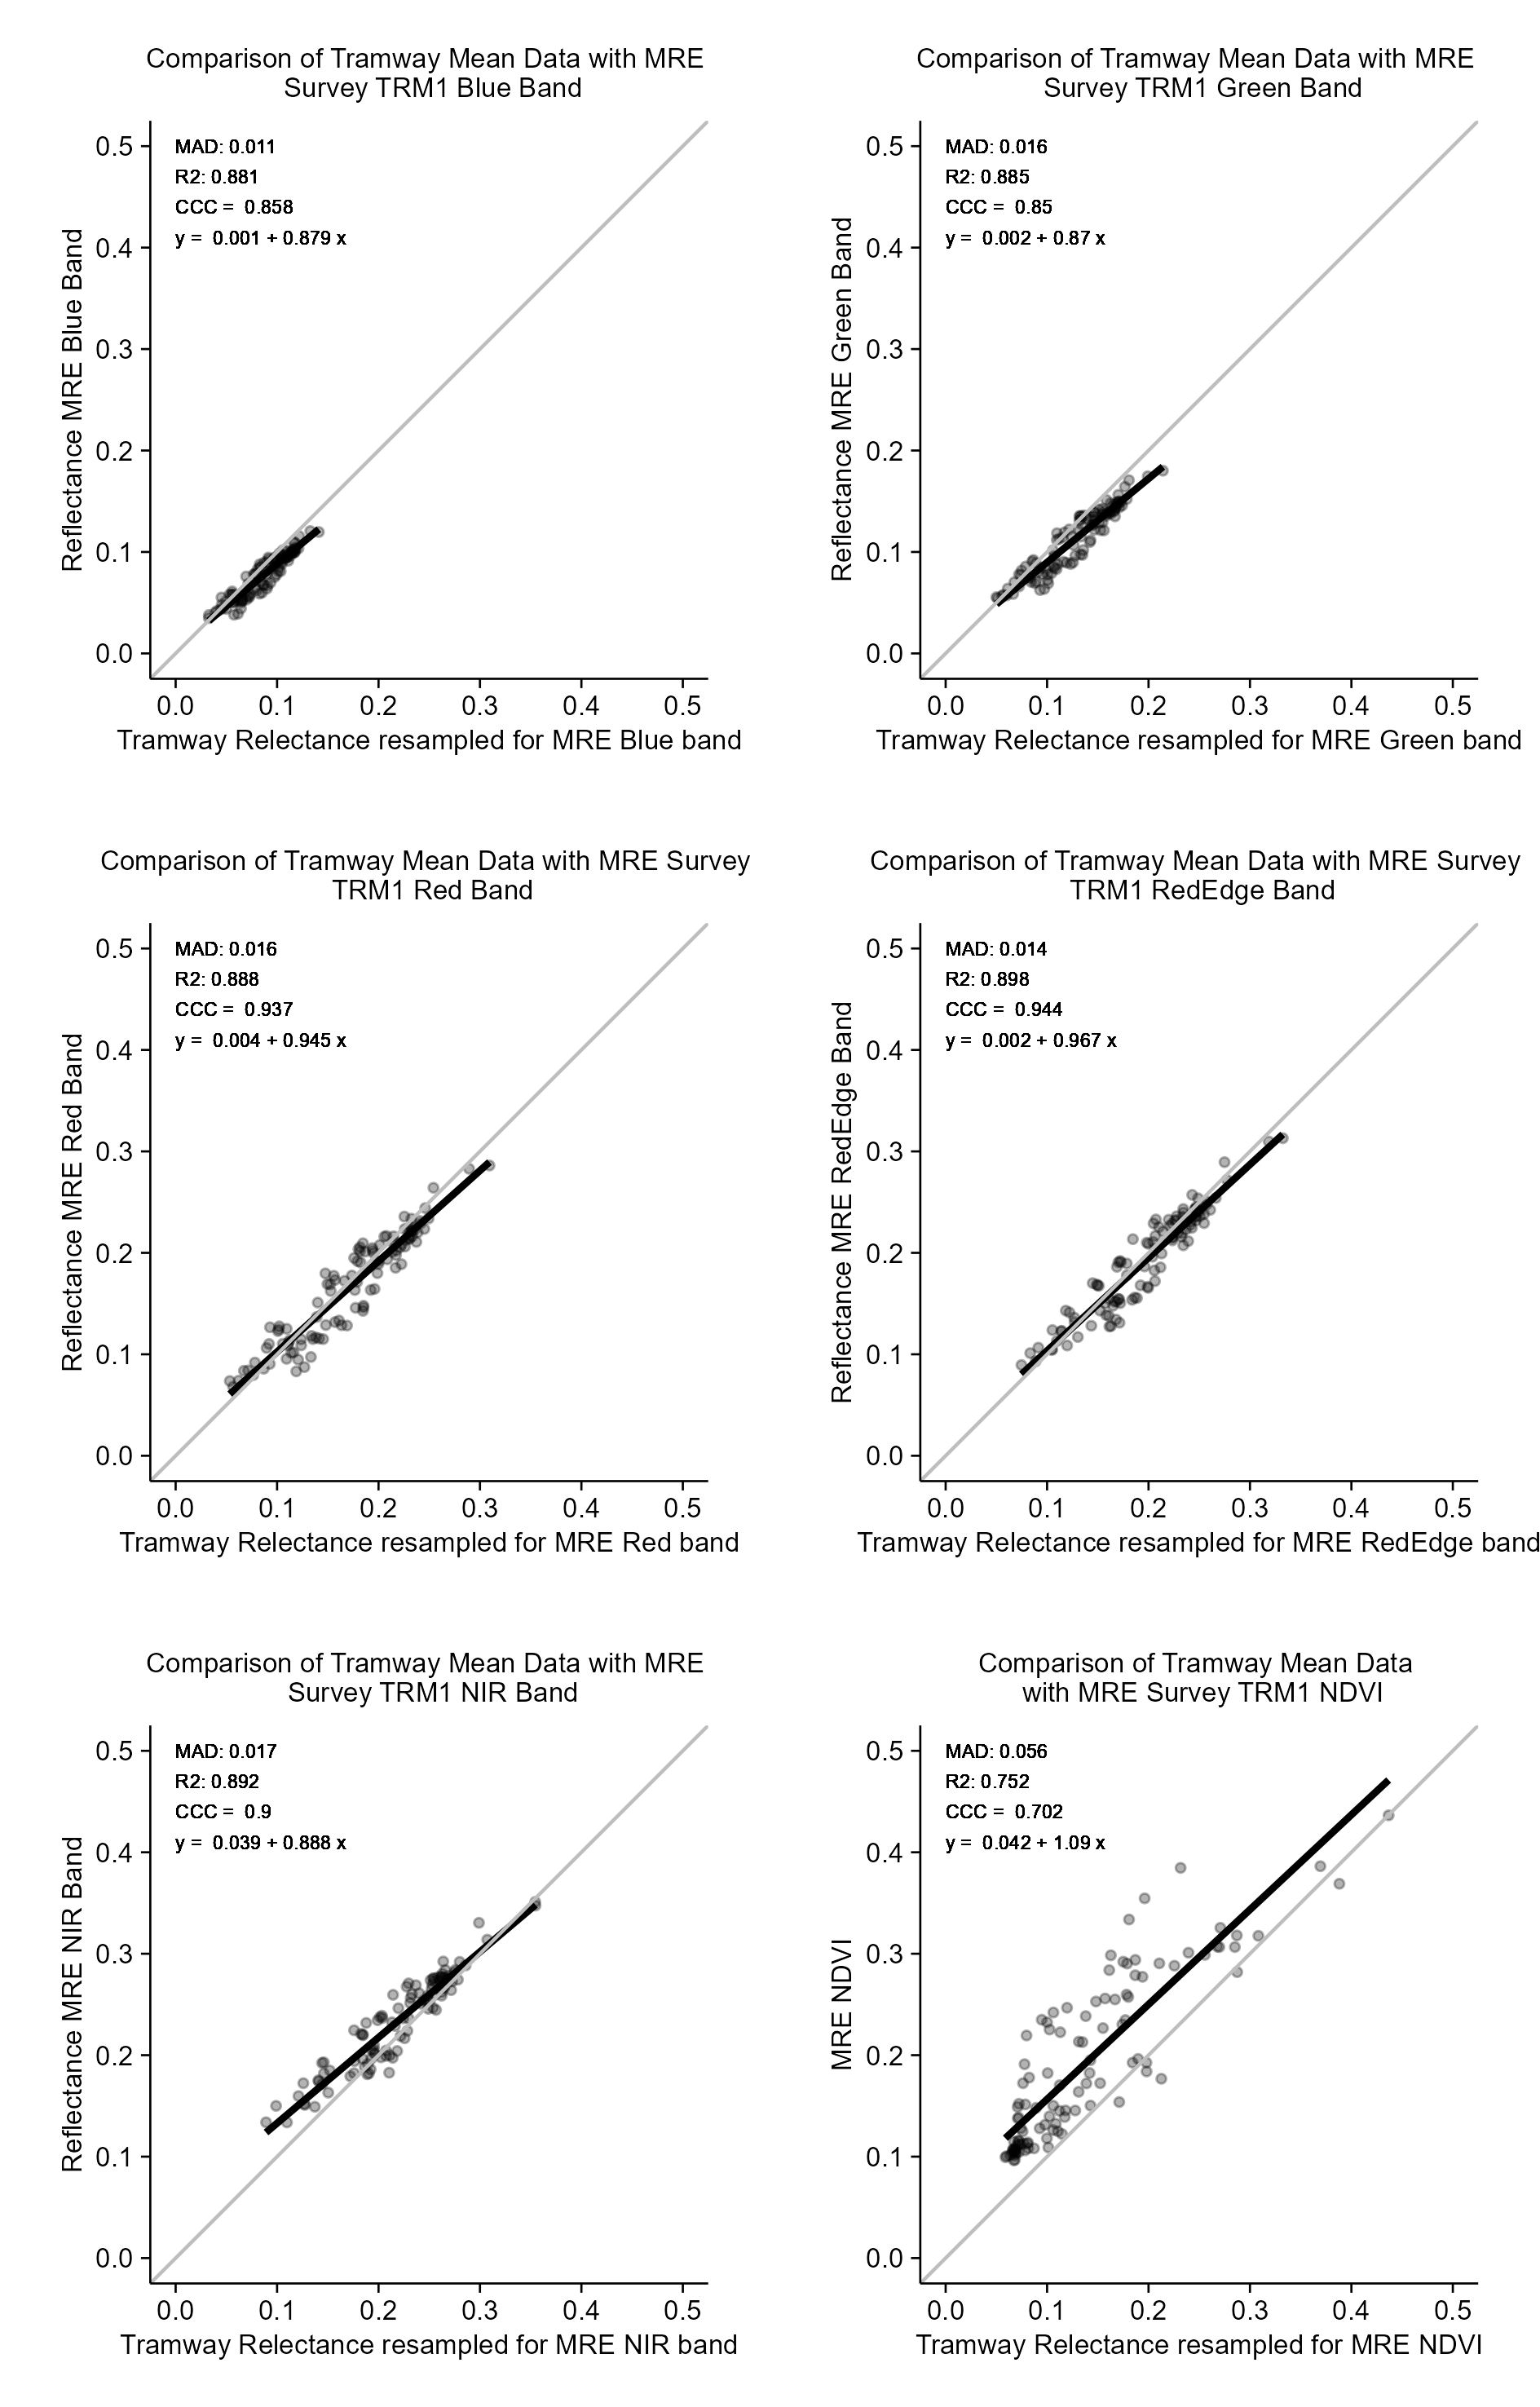 Comparison of Tramway Mean Data with MRE
Survey TRM1 Blue Band
MAD: 0.011
R2: 0.881
CCC = 0.858
y = 0.001 + 0.879 x
0.5
0.4
0.3
0.2
0.1
0.0
Reflectance MRE Blue Band
0.0 0.1 0.2 0.3 0.4 0.5
Tramway Relectance resampled for MRE Blue band
Comparison of Tramway Mean Data with MRE
Survey TRM1 Green Band
MAD: 0.016
R2: 0.885
CCC = 0.85
y = 0.002 + 0.87 x
0.5
0.4
0.3
0.2
0.1
0.0
Reflectance MRE Green Band
0.0 0.1 0.2 0.3 0.4 0.5
Tramway Relectance resampled for MRE Green band
Comparison of Tramway Mean Data with MRE Survey
TRM1 Red Band
MAD: 0.016
R2: 0.888
CCC = 0.937
y = 0.004 + 0.945 x
0.5
0.4
0.3
0.2
0.1
0.0
Reflectance MRE Red Band
0.0 0.1 0.2 0.3 0.4 0.5
Tramway Relectance resampled for MRE Red band
Comparison of Tramway Mean Data with MRE Survey
TRM1 RedEdge Band
MAD: 0.014
R2: 0.898
CCC = 0.944
y = 0.002 + 0.967 x
0.5
0.4
0.3
0.2
0.1
0.0
Reflectance MRE RedEdge Band
0.0 0.1 0.2 0.3 0.4 0.5
Tramway Relectance resampled for MRE RedEdge band
Comparison of Tramway Mean Data with MRE
Survey TRM1 NIR Band
MAD: 0.017
R2: 0.892
CCC = 0.9
y = 0.039 + 0.888 x
0.5
0.4
0.3
0.2
0.1
0.0
Reflectance MRE NIR Band
0.0 0.1 0.2 0.3 0.4 0.5
Tramway Relectance resampled for MRE NIR band
Comparison of Tramway Mean Data
with MRE Survey TRM1 NDVI
MAD: 0.056
R2: 0.752
CCC = 0.702
y = 0.042 + 1.09 x
0.5
0.4
0.3
0.2
0.1
0.0
MRE NDVI
0.0 0.1 0.2 0.3 0.4 0.5
Tramway Relectance resampled for MRE NDVI